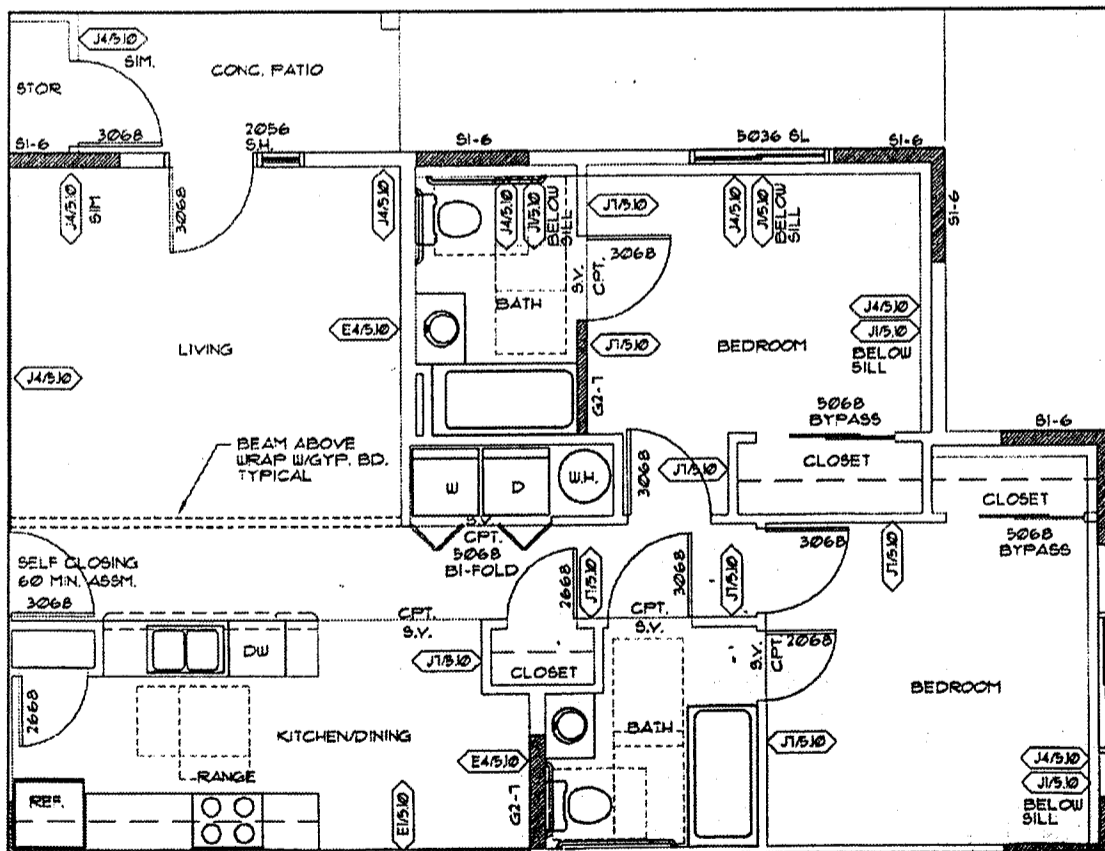 J4/5.10
SIM.
CONC. PATIO
STOR
3068
2056
S.H.
5036 SL
S1-6
S1-6
S1-6
S1-6
J4/5.10
SIM
3068
J4/5.10
J4/5.10
J1/5.10
BELOW
SILL
J7/5.10
J4/5.10
J1/5.10
BELOW
SILL
3068
S.V.
CPT.
BATH
E4/5.10
LIVING
J7/5.10
BEDROOM
J4/5.10
J1/5.10
BELOW
SILL
J4/5.10
G2-7
5068
BYPASS
S1-6
BEAM ABOVE
WRAP W/GYP. BD.
TYPICAL
W
D
W.H.
3068
J7/5.10
CLOSET
CLOSET
S.V.
CPT.
5068
BI-FOLD
3068
J7/5.10
5068
BYPASS
SELF CLOSING
60 MIN. ASSM.
3068
2668
J7/5.10
3068
J7/5.10
CPT.
S.V.
CPT.
S.V.
2068
S.V.
CPT.
DW
J7/5.10
CLOSET
BEDROOM
2668
KITCHEN/DINING
BATH
J7/5.10
RANGE
E4/5.10
J4/5.10
J1/5.10
BELOW
SILL
REF.
E1/5.10
G2-7